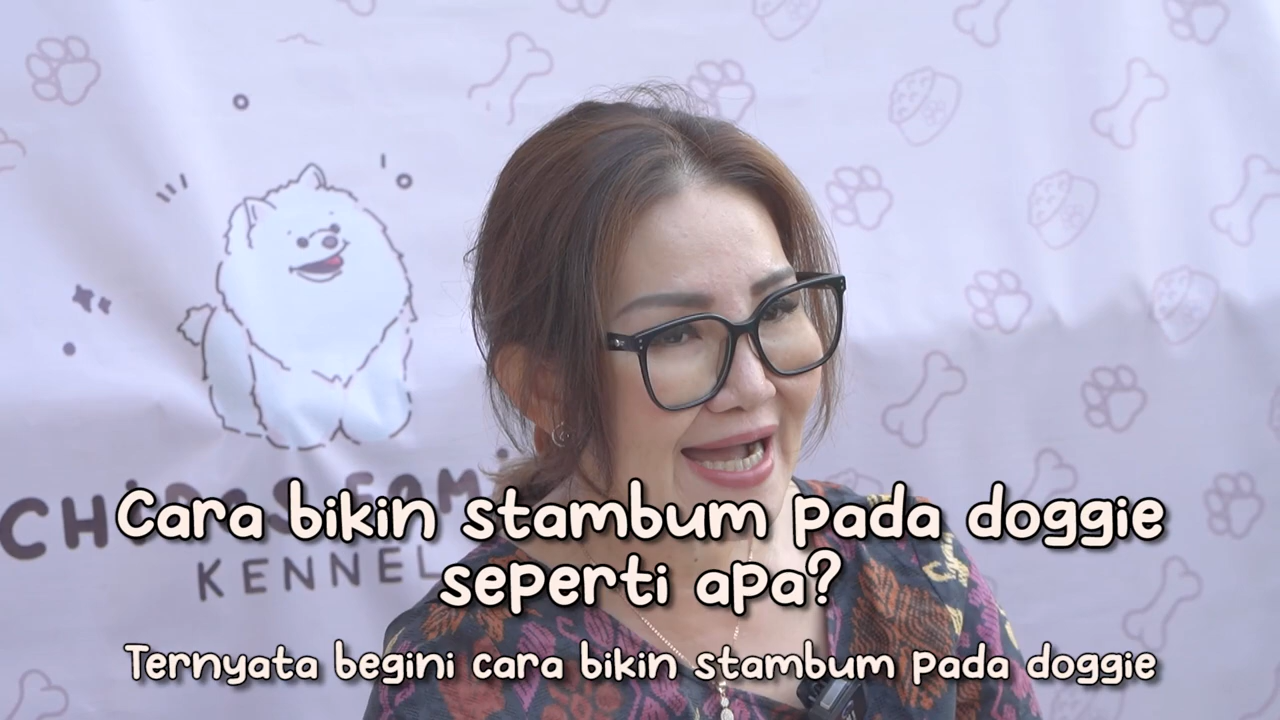 KENNEL
Cara bikin stambum pada doggie
seperti apa?
Ternyata begini cara bikin stambum pada doggie